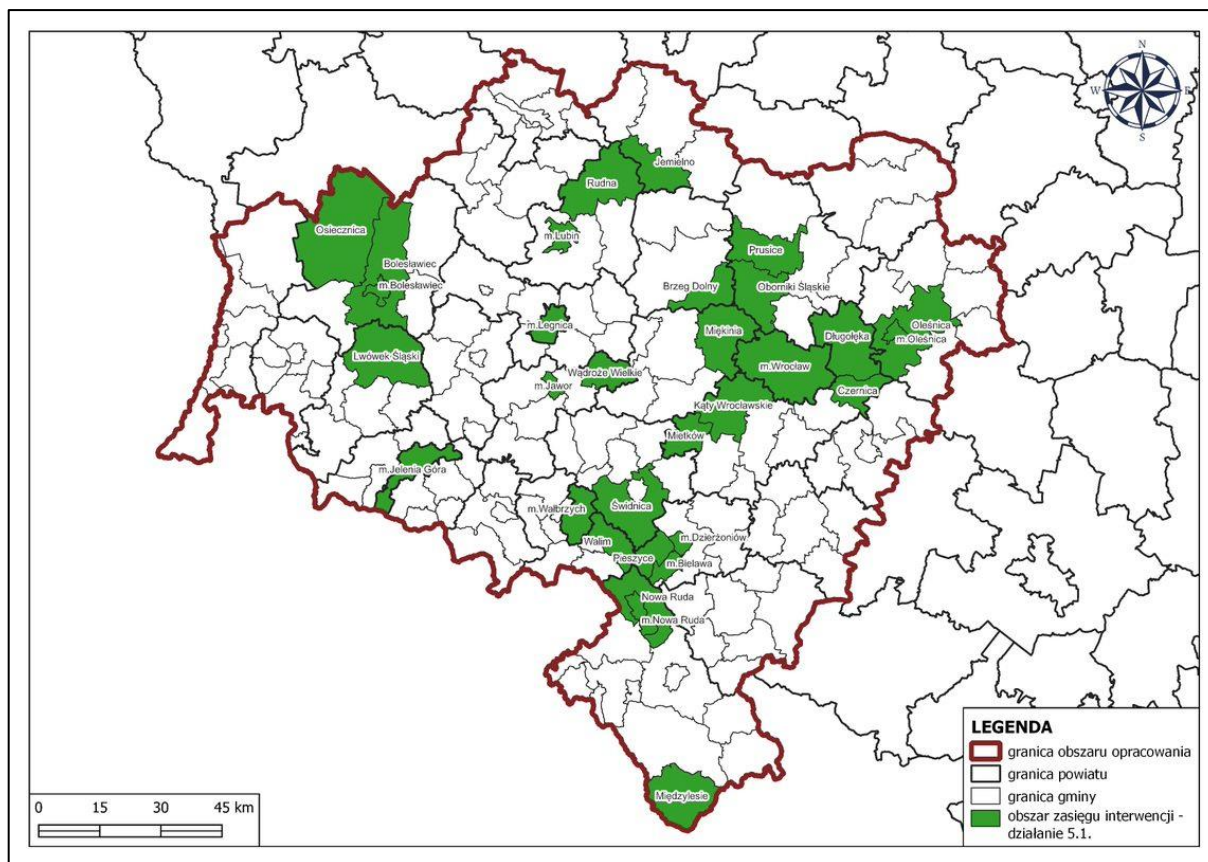 N
W
E
S
Jemielno
Rudna
Osiecznica
m.Lubin
Prusice
Bolesławiec
m.Bolesławiec
Brzeg Dolny
Oborniki Śląskie
m.Legnica
Miękinia
Długołęka
Oleśnica
m.Oleśnica
Lwówek Śląski
Wądroże Wielkie
m.Wrocław
m.Jawor
Czernica
Kąty Wrocławskie
Mietków
m.Jelenia Góra
m.Wałbrzych
Świdnica
Walim
m.Dzierżoniów
Pieszyce
m.Bielawa
Nowa Ruda
m.Nowa Ruda
Międzylesie
LEGENDA
granica obszaru opracowania
granica powiatu
granica gminy
obszar zasięgu interwencji -
działanie 5.1.
0 15 30 45 km